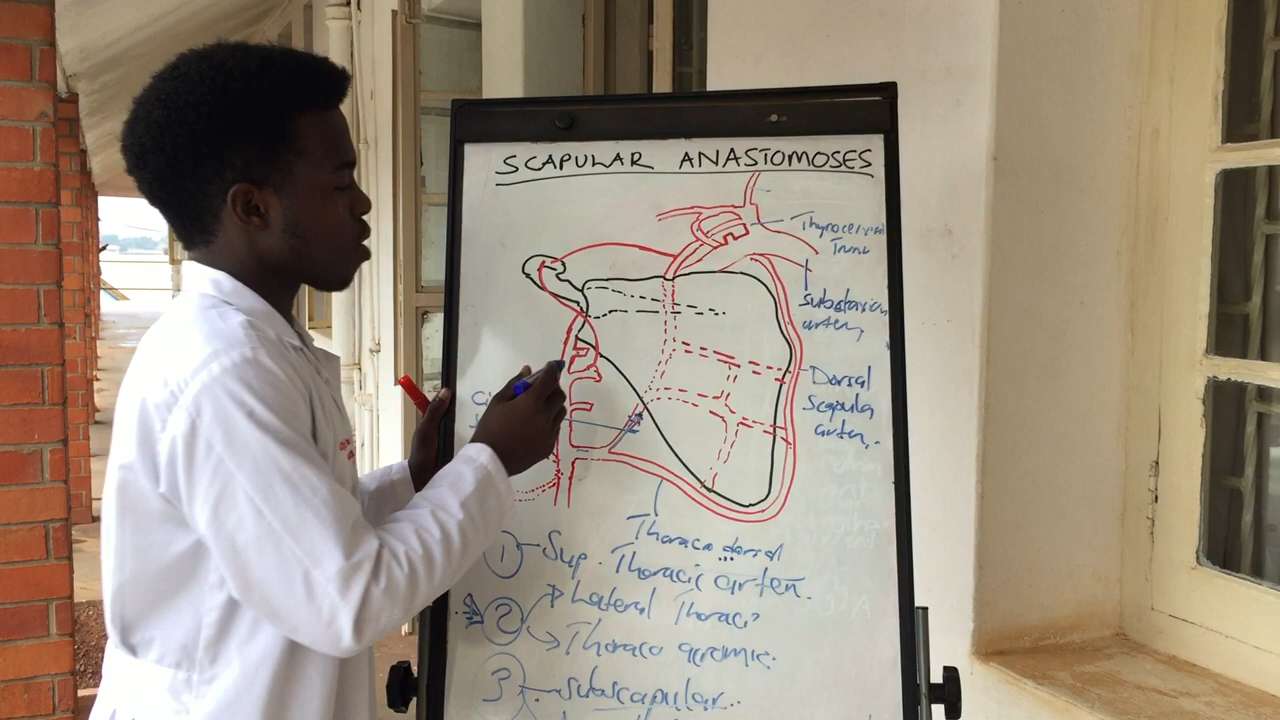 SCAPULAR ANASTOMOSES
Thyrocervical
Trunk
Subclavian
artery
Dorsal
Scapula
artery.
Thoraco dorsal
1 Sup. Thoracic artery.
2 Lateral Thoracic
Thoraco acromic.
3 subscapular..